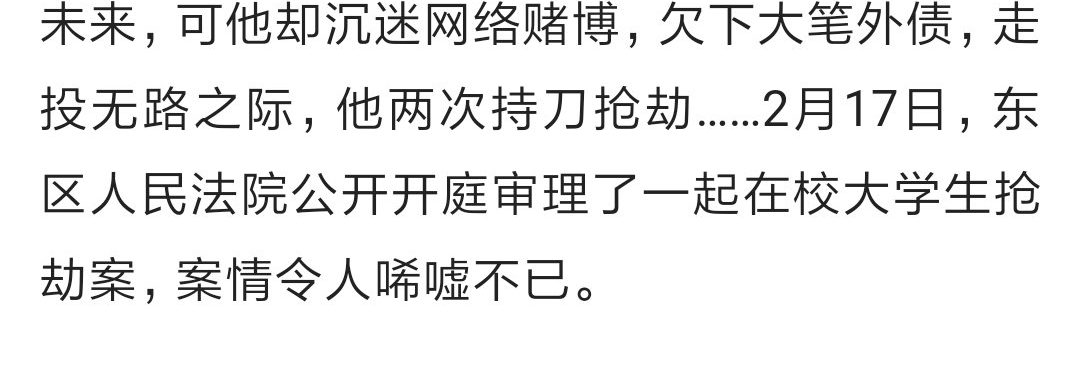 未来，可他却沉迷网络赌博，欠下大笔外债，走
投无路之际，他两次持刀抢劫……2月17日，东
区人民法院公开开庭审理了一起在校大学生抢
劫案，案情令人唏嘘不已。